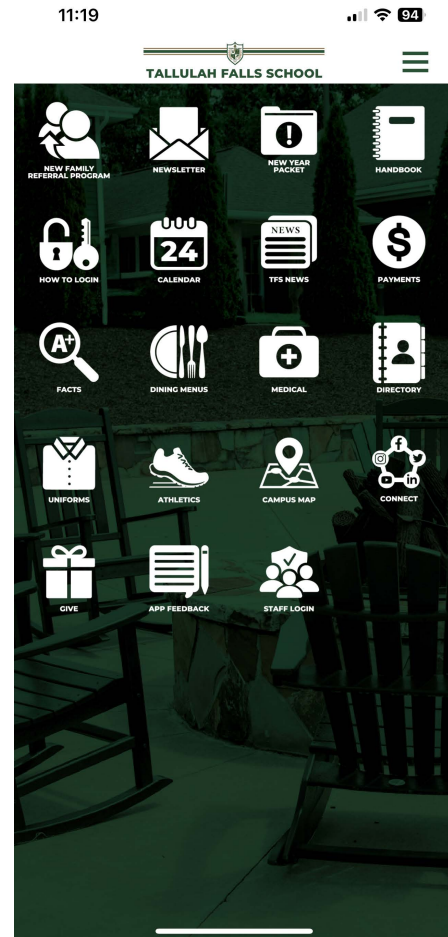 11:19
94
TALLULAH FALLS SCHOOL
NEW FAMILY
REFERRAL PROGRAM
NEWSLETTER
NEW YEAR
PACKET
HANDBOOK
HOW TO LOGIN
24
CALENDAR
NEWS
TFS NEWS
$
PAYMENTS
A+
FACTS
DINING MENUS
MEDICAL
DIRECTORY
UNIFORMS
ATHLETICS
CAMPUS MAP
f
in
CONNECT
GIVE
APP FEEDBACK
STAFF LOGIN